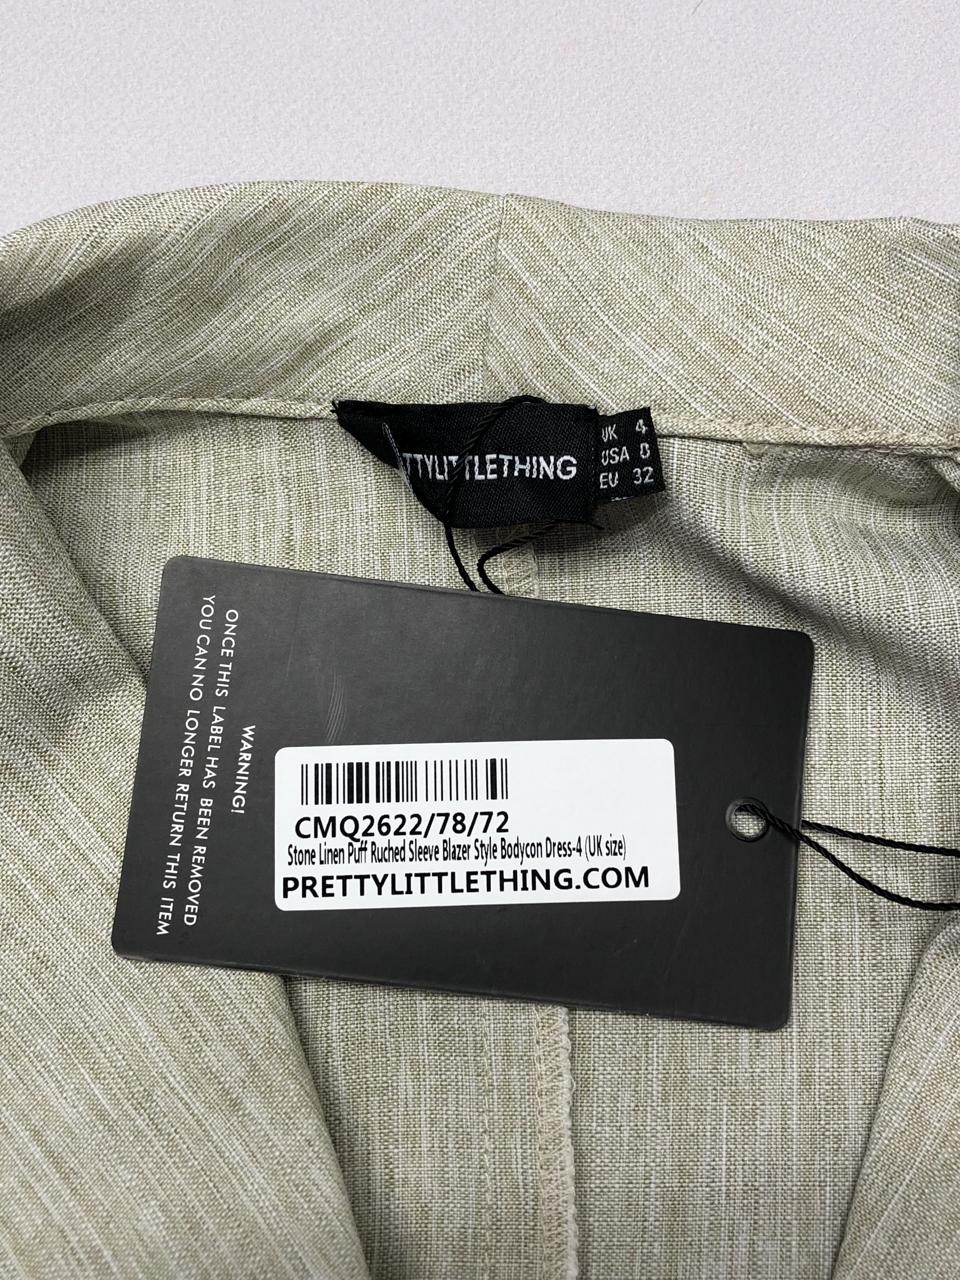 TTYLITTLETHING
UK 4
USA 0
EU 32
WARNING!
ONCE THIS LABEL HAS BEEN REMOVED
YOU CAN NO LONGER RETURN THIS ITEM
CMQ2622/78/72
Stone Linen Puff Ruched Sleeve Blazer Style Bodycon Dress-4 (UK size)
PRETTYLITTLETHING.COM